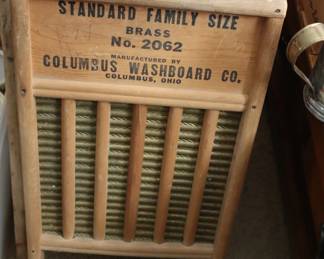 STANDARD FAMILY SIZE
BRASS
No. 2062
MANUFACTURED BY
COLUMBUS WASHBOARD CO.
COLUMBUS, OHIO